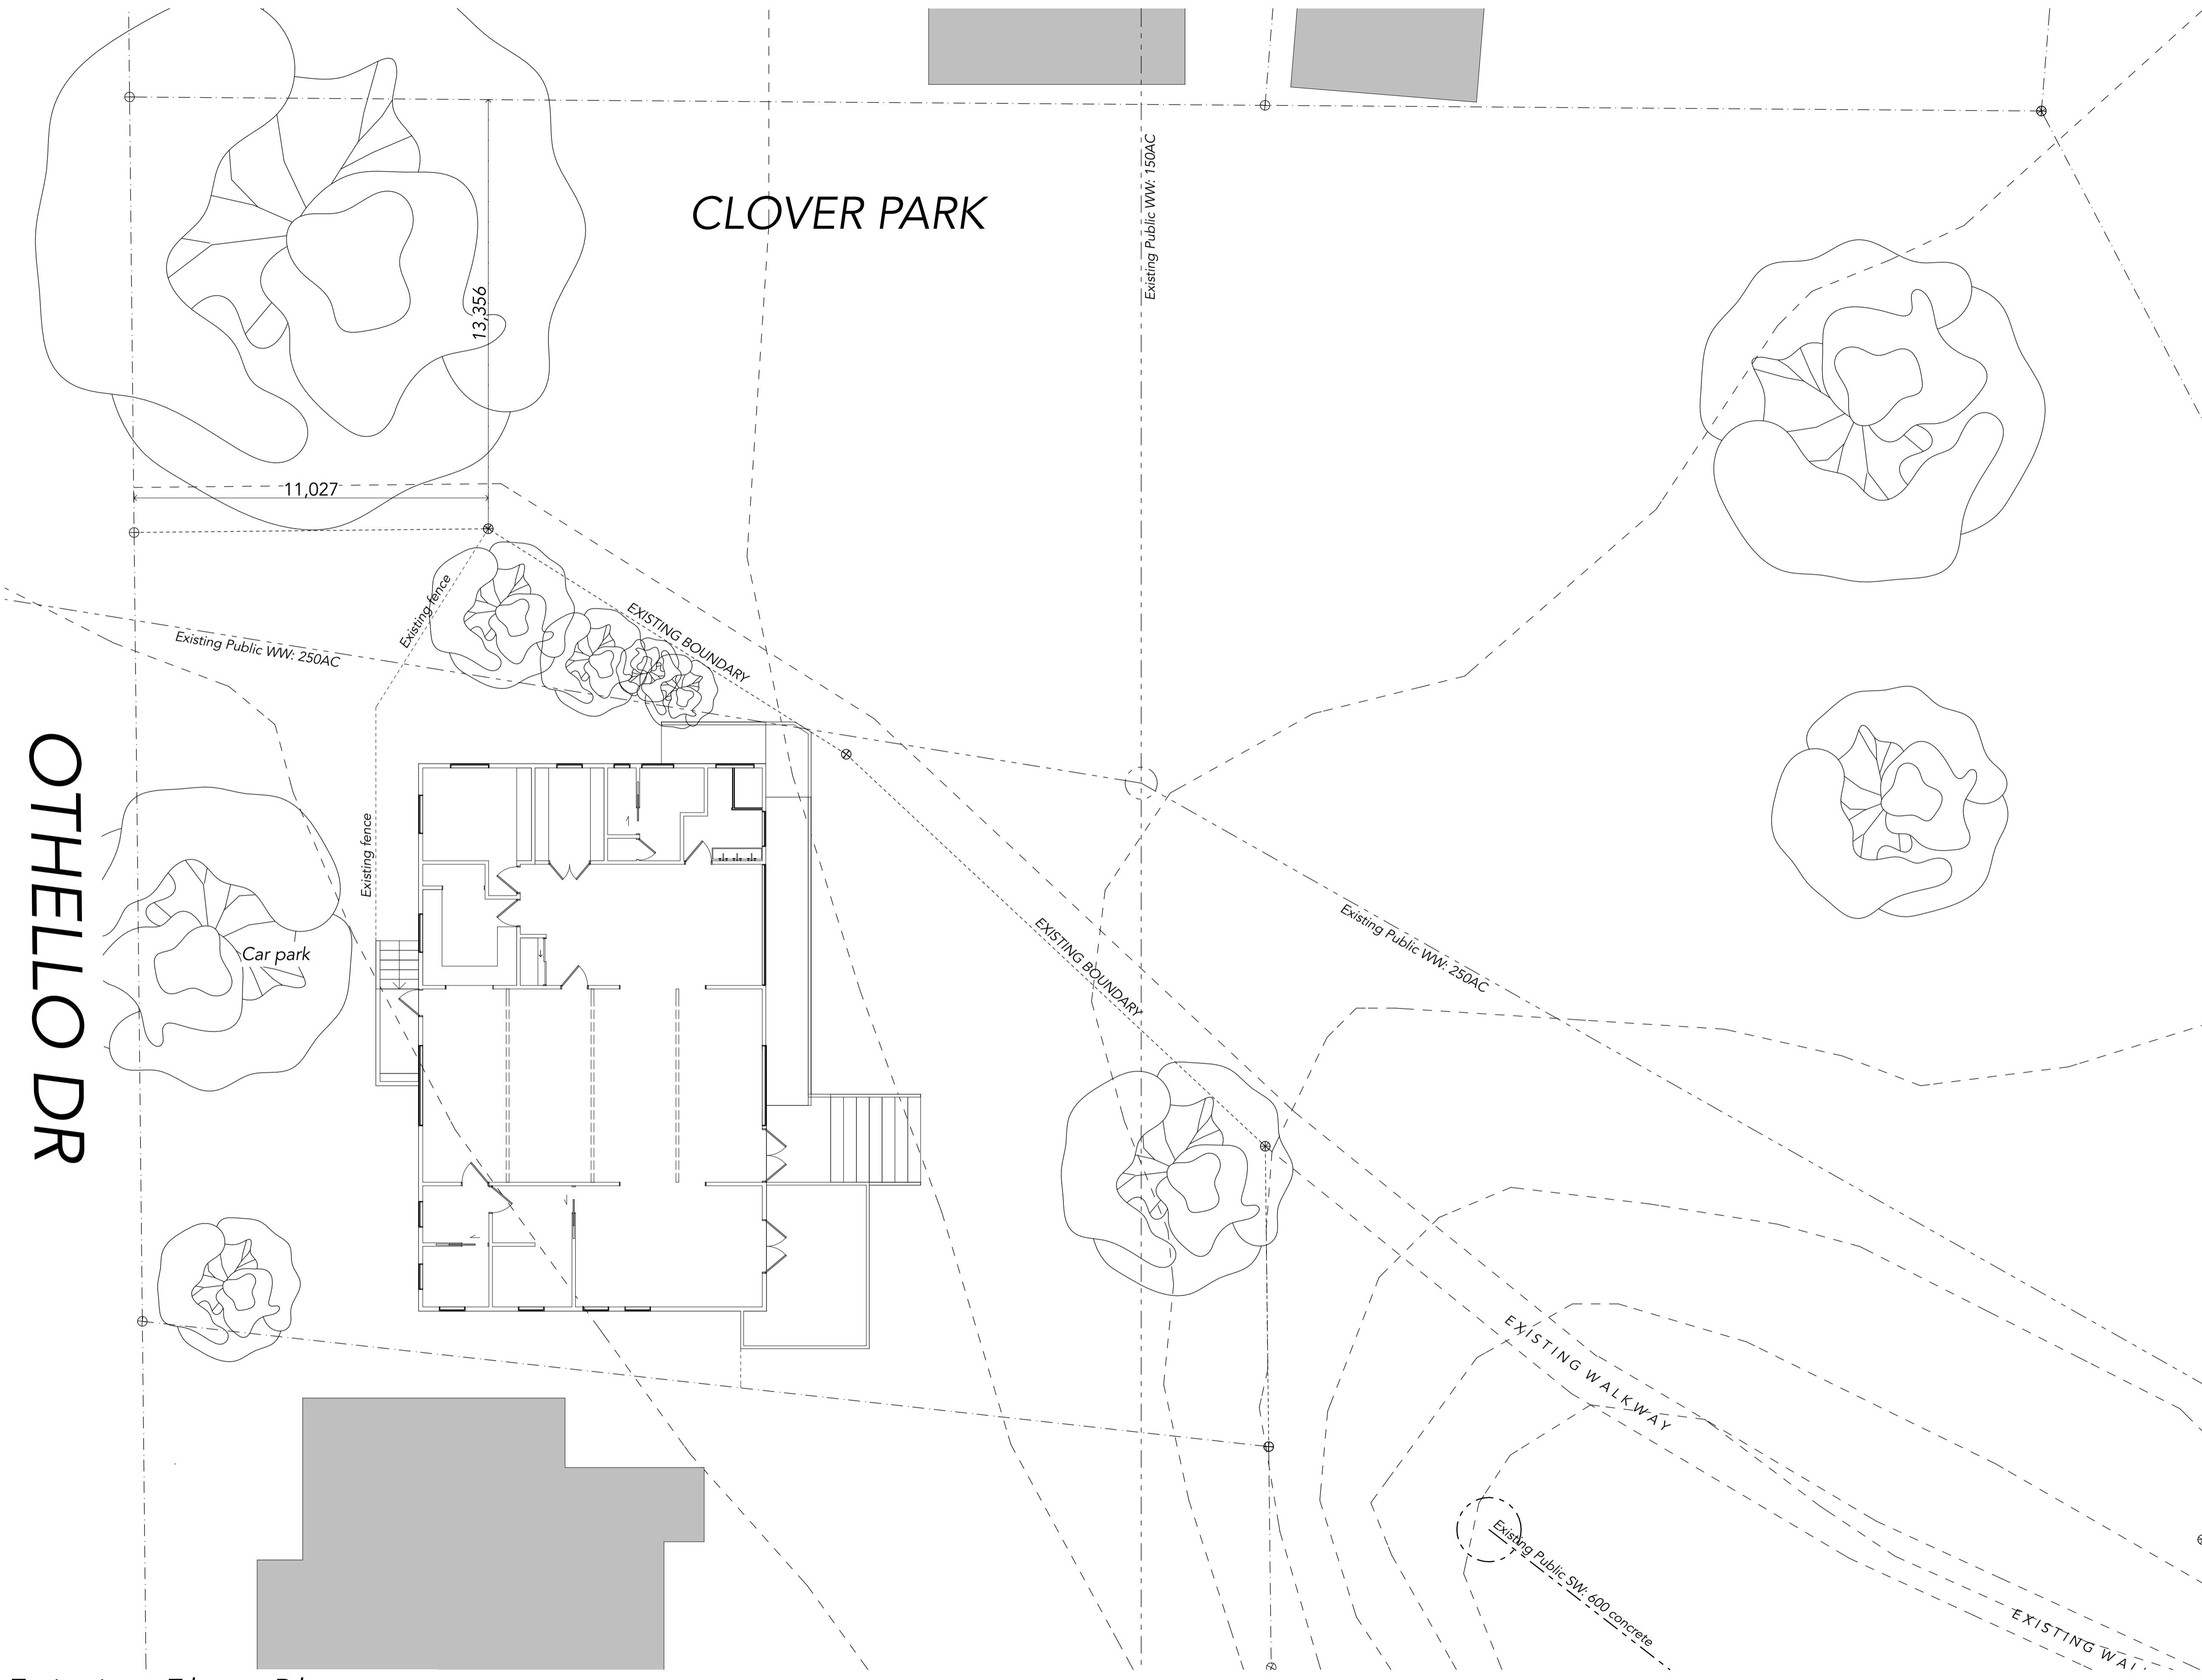 CLOVER PARK
Existing Public WW: 150AC
13,356
11,027
Existing fence
EXISTING BOUNDARY
Existing Public WW: 250AC
OTHELLO DR
Existing fence
Car park
EXISTING BOUNDARY
Existing Public WW: 250AC
EXISTING WALKWAY
Existing Public SW: 600 concrete
EXISTING WAL